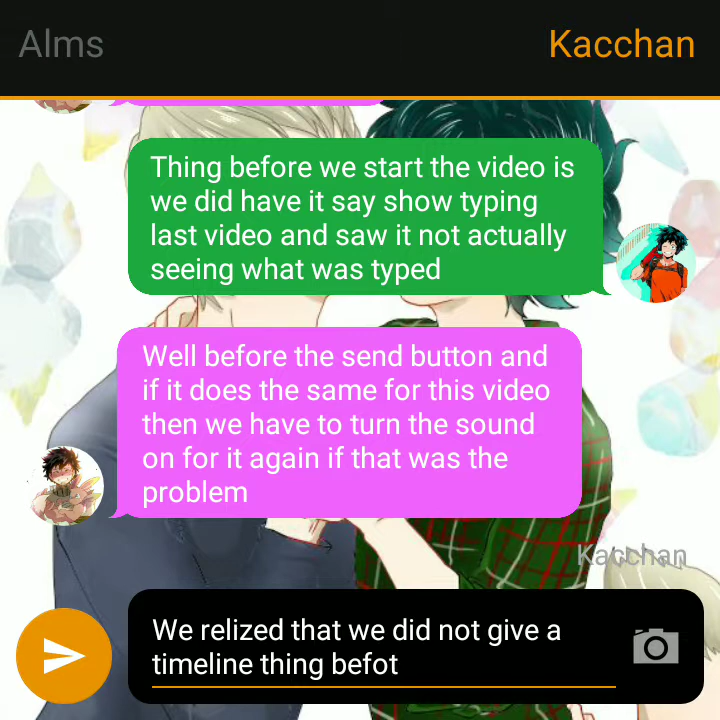 Alms
Kacchan
Thing before we start the video is
we did have it say show typing
last video and saw it not actually
seeing what was typed
Well before the send button and
if it does the same for this video
then we have to turn the sound
on for it again if that was the
problem
Kacchan
We relized that we did not give a
timeline thing befot